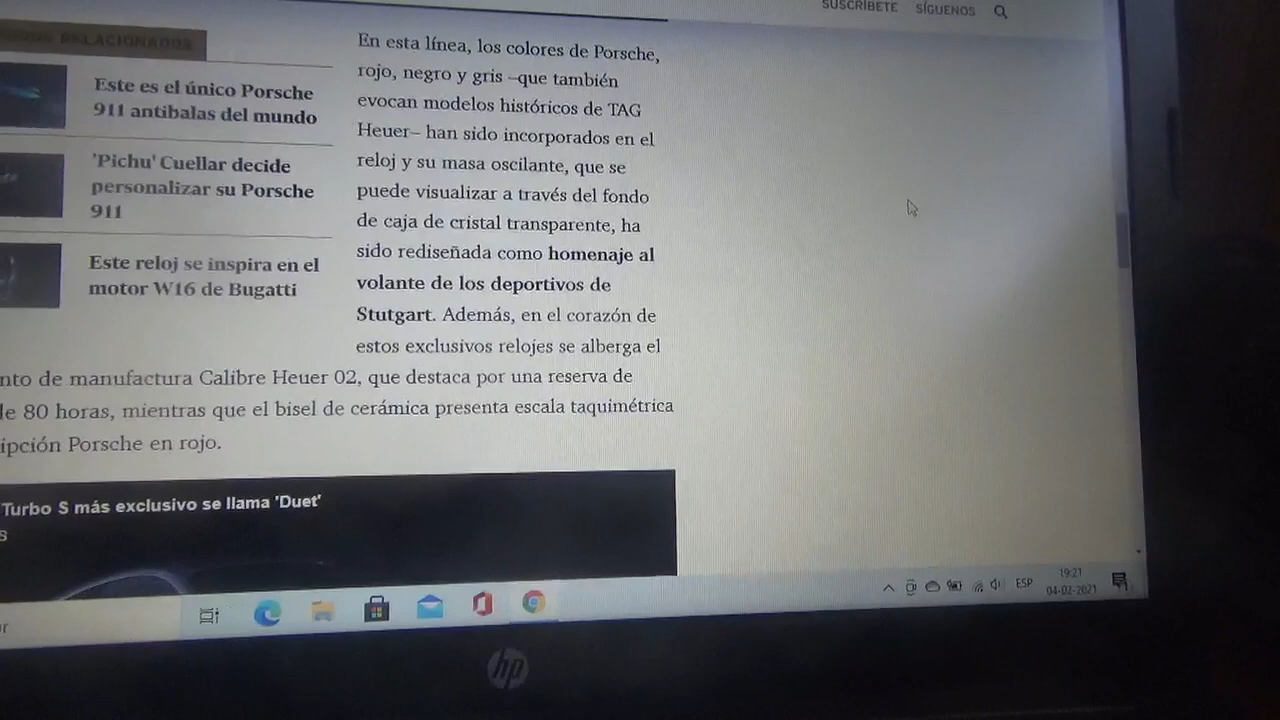 SUSCRÍBETE SÍGUENOS
RELACIONADOS
Este es el único Porsche
911 antibalas del mundo
'Pichu' Cuellar decide
personalizar su Porsche
911
Este reloj se inspira en el
motor W16 de Bugatti
En esta línea, los colores de Porsche,
rojo, negro y gris –que también
evocan modelos históricos de TAG
Heuer– han sido incorporados en el
reloj y su masa oscilante, que se
puede visualizar a través del fondo
de caja de cristal transparente, ha
sido rediseñada como homenaje al
volante de los deportivos de
Stutgart. Además, en el corazón de
estos exclusivos relojes se alberga el
nto de manufactura Calibre Heuer 02, que destaca por una reserva de
de 80 horas, mientras que el bisel de cerámica presenta escala taquimétrica
ipción Porsche en rojo.
Turbo S más exclusivo se llama 'Duet'
s
ar
ESP
19:21
04-02-2021
hp